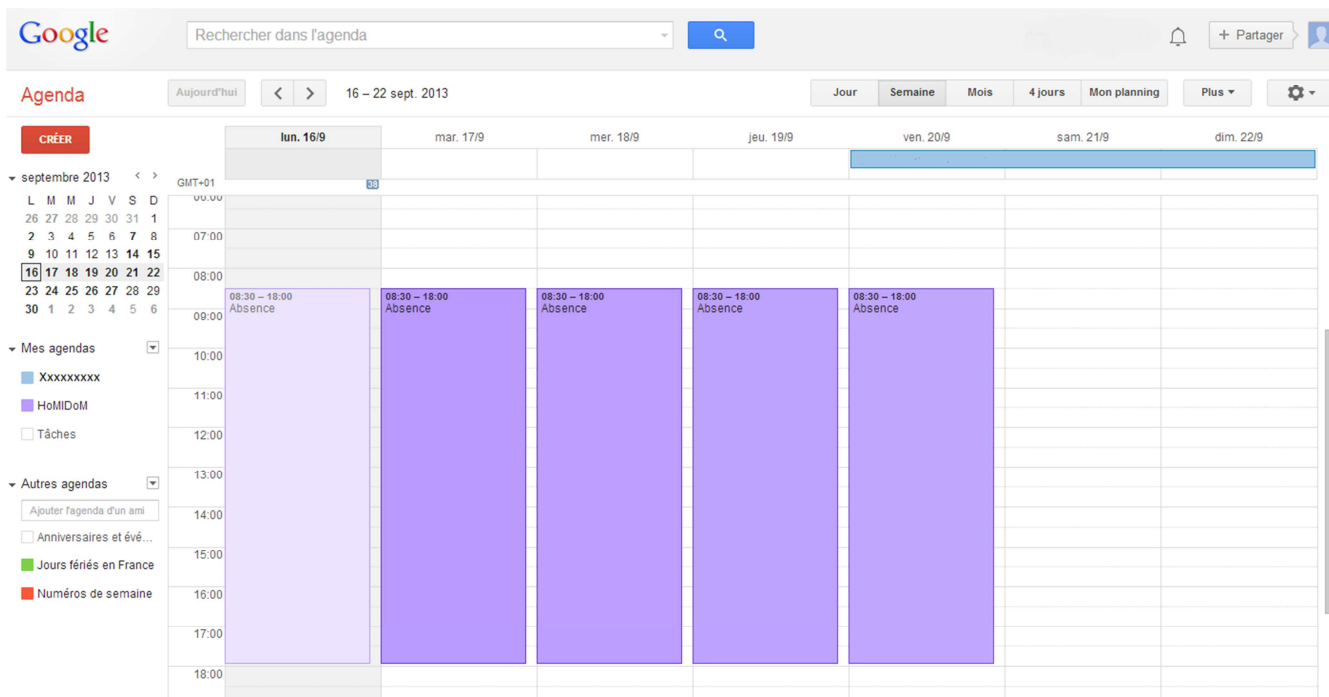 Google
Rechercher dans l'agenda
+ Partager
Agenda
Aujourd'hui
16 – 22 sept. 2013
Jour Semaine Mois 4 jours Mon planning
Plus
CRÉER
lun. 16/9 mar. 17/9 mer. 18/9 jeu. 19/9 ven. 20/9 sam. 21/9 dim. 22/9
septembre 2013
L M M J V S D
26 27 28 29 30 31 1
2 3 4 5 6 7 8
9 10 11 12 13 14 15
16 17 18 19 20 21 22
23 24 25 26 27 28 29
30 1 2 3 4 5 6
Mes agendas
Xxxxxxxxx
HoMIDoM
Tâches
Autres agendas
Ajouter l'agenda d'un ami
Anniversaires et évé...
Jours fériés en France
Numéros de semaine
GMT+01
38
06:00
07:00
08:00
09:00
10:00
11:00
12:00
13:00
14:00
15:00
16:00
17:00
18:00
08:30 – 18:00
Absence
08:30 – 18:00
Absence
08:30 – 18:00
Absence
08:30 – 18:00
Absence
08:30 – 18:00
Absence